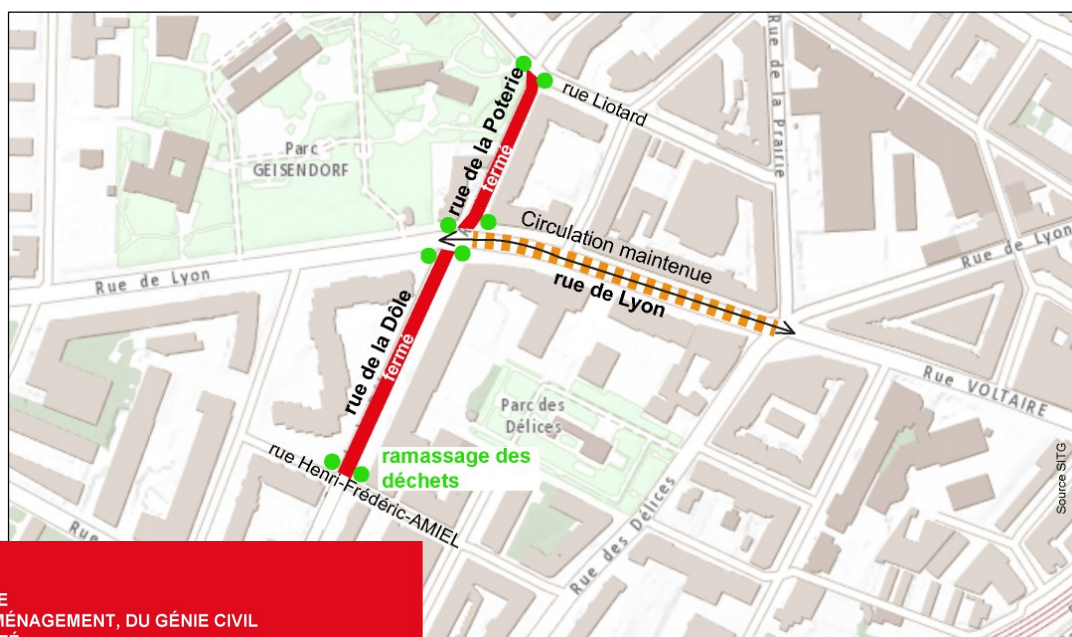 rue Liotard
Rue de la Prairie
rue de la Poterie
fermé
Parc
GEISENDORF
Circulation maintenue
rue de Lyon
Rue de Lyon
Rue de Lyon
rue de la Dôle
fermé
Rue VOLTAIRE
Parc des
Délices
ramassage des
déchets
rue Henri-Frédéric-AMIEL
Source SITG
Rue
Rue des Délices
E
MÉNAGEMENT, DU GÉNIE CIVIL